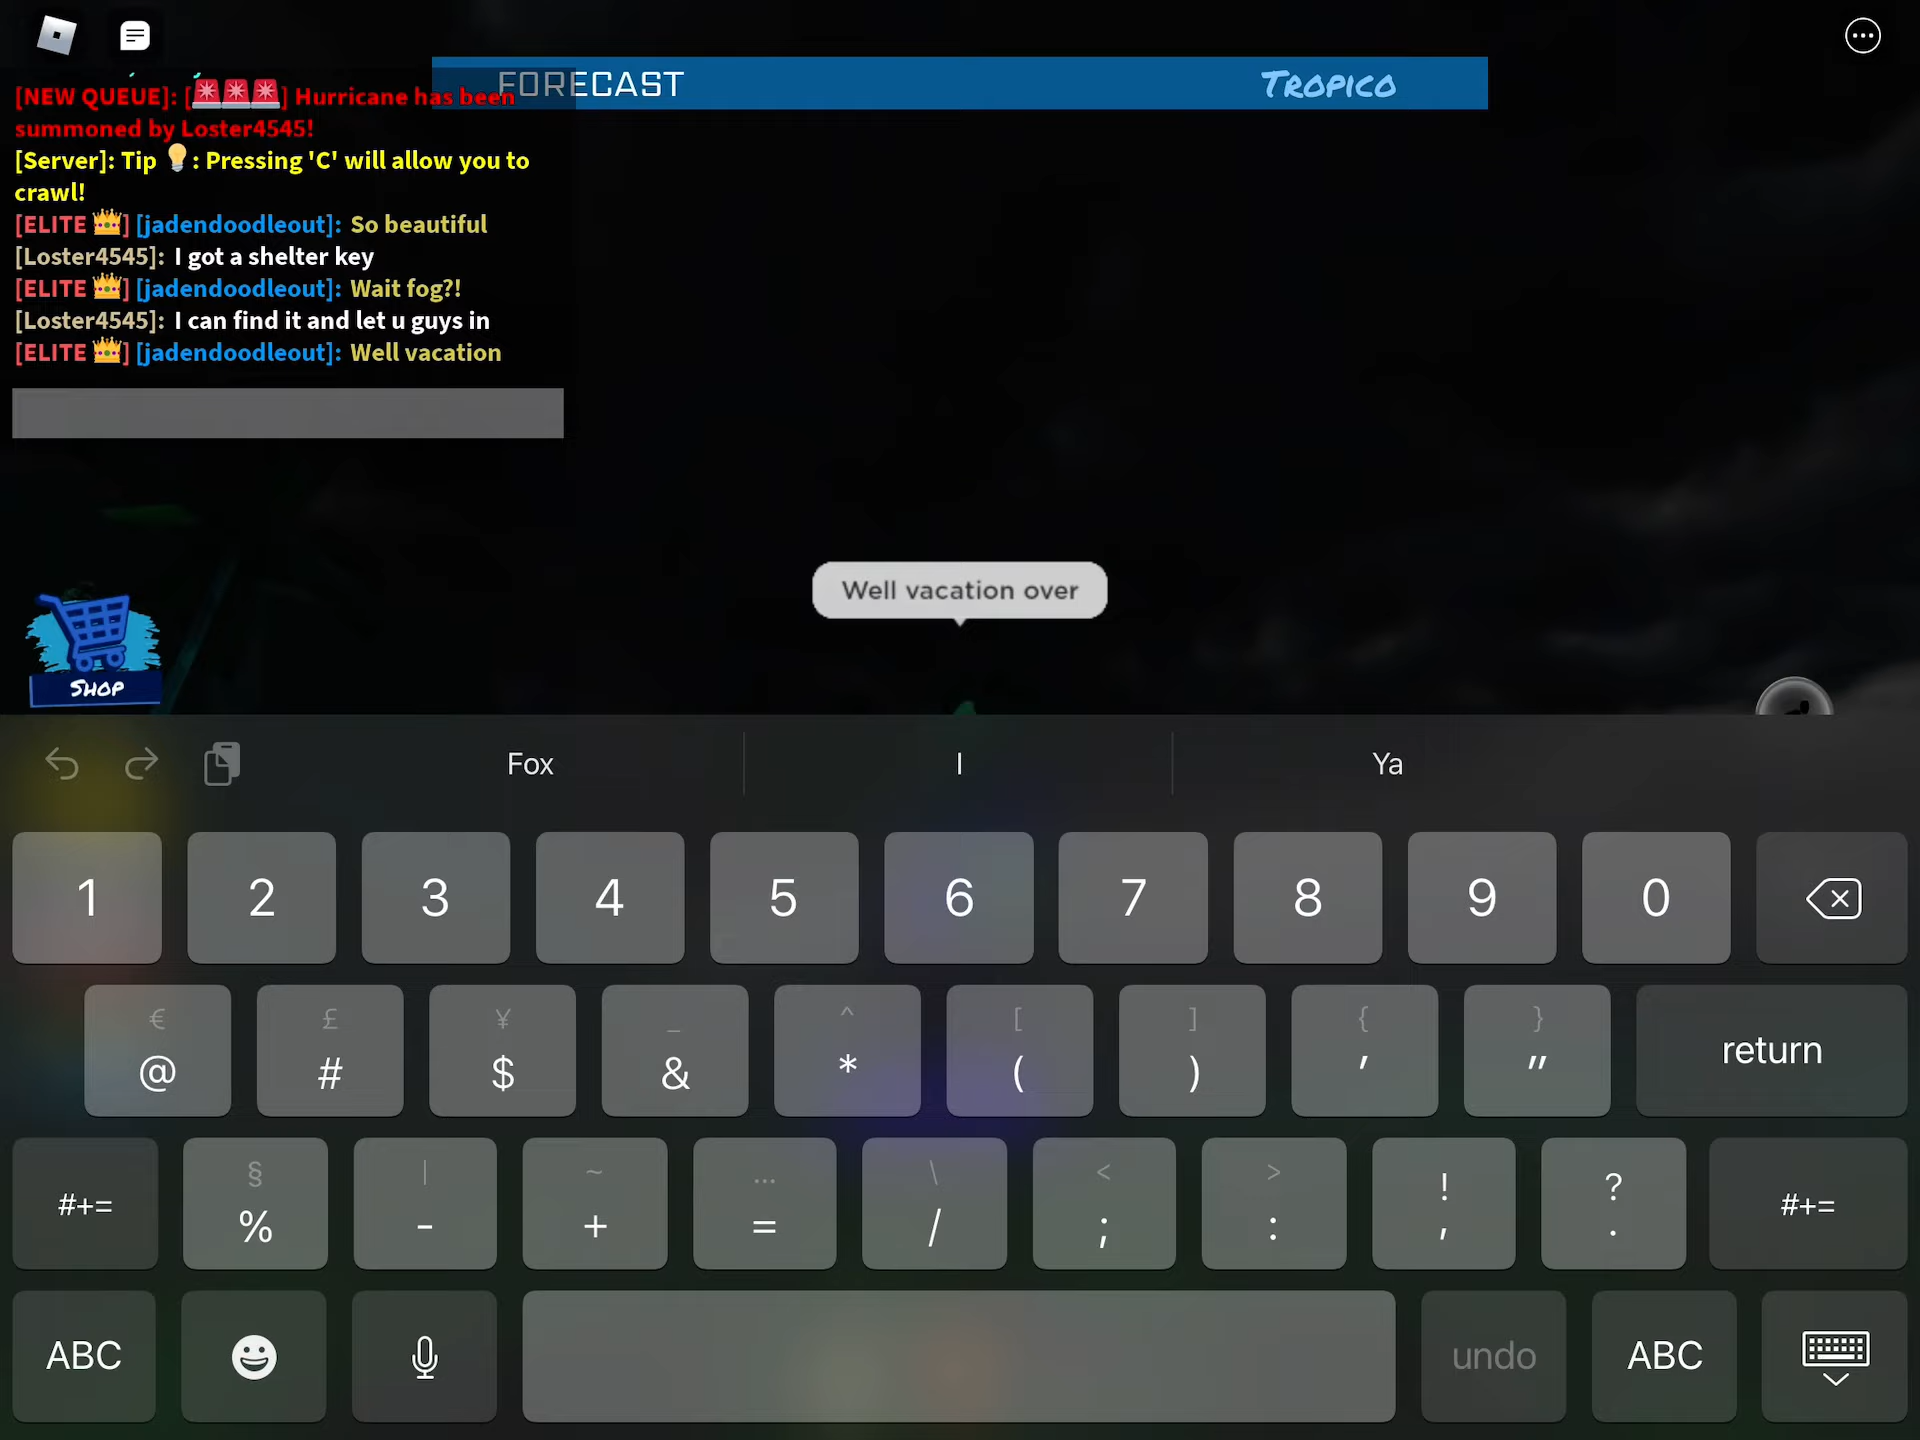 FORECAST
TROPICO
[NEW QUEUE]: [🚨🚨🚨] Hurricane has been
summoned by Loster4545!
[Server]: Tip 💡: Pressing 'C' will allow you to
crawl!
[ELITE 👑] [jadendoodleout]: So beautiful
[Loster4545]: I got a shelter key
[ELITE 👑] [jadendoodleout]: Wait fog?!
[Loster4545]: I can find it and let u guys in
[ELITE 👑] [jadendoodleout]: Well vacation
Well vacation over
SHOP
Fox I Ya
1 2 3 4 5 6 7 8 9 0
€ £ ¥ _ ^ [ ] { }
@ # $ & * ( ) ' " return
§ | ~ … \ < > ! ?
#+= % - + = / ; : , . #+=
ABC undo ABC